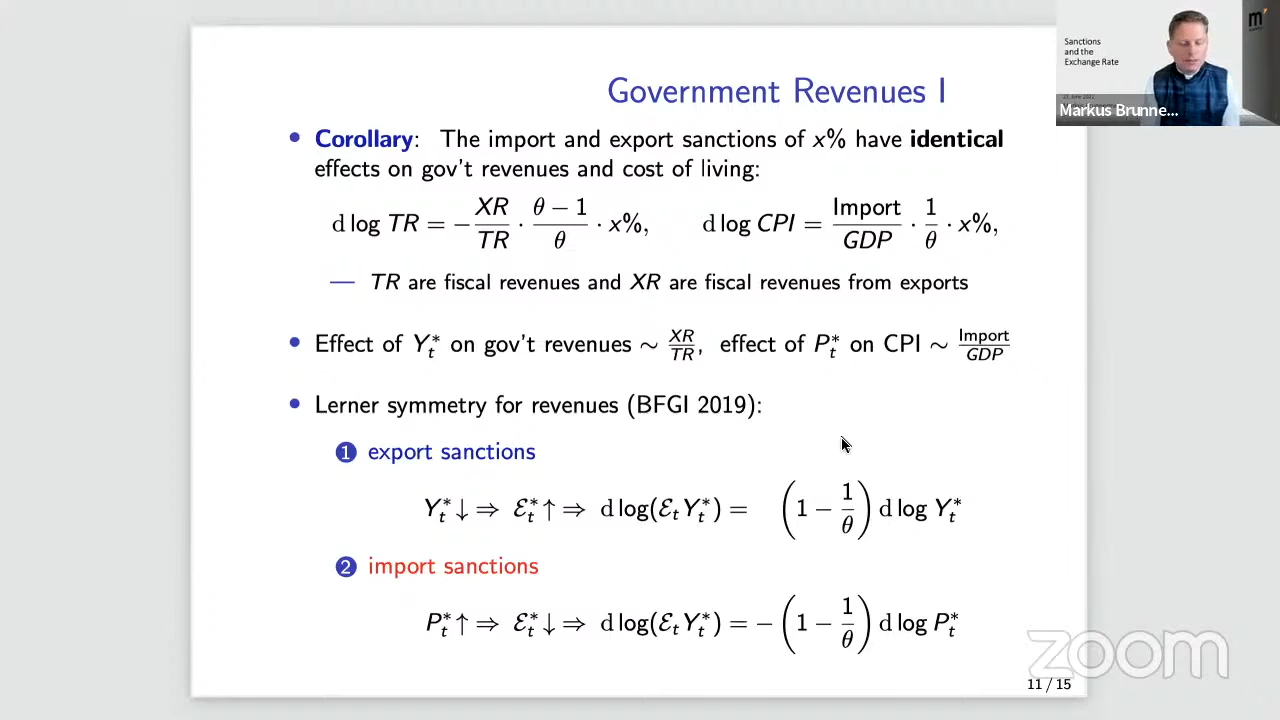 Government Revenues I
• Corollary: The import and export sanctions of x% have identical
effects on gov't revenues and cost of living:
d log TR = −XR/TR · (θ − 1)/θ · x%, d log CPI = Import/GDP · 1/θ · x%,
— TR are fiscal revenues and XR are fiscal revenues from exports
• Effect of Y*_t on gov't revenues ∼ XR/TR, effect of P*_t on CPI ∼ Import/GDP
• Lerner symmetry for revenues (BFGI 2019):
1 export sanctions
Y*_t ↓ ⇒ ℰ*_t ↑ ⇒ d log(ℰ_t Y*_t) = (1 − 1/θ) d log Y*_t
2 import sanctions
P*_t ↑ ⇒ ℰ*_t ↓ ⇒ d log(ℰ_t Y*_t) = −(1 − 1/θ) d log P*_t
11 / 15
Sanctions
and the
Exchange Rate
m
Markus Brunne...
zoom